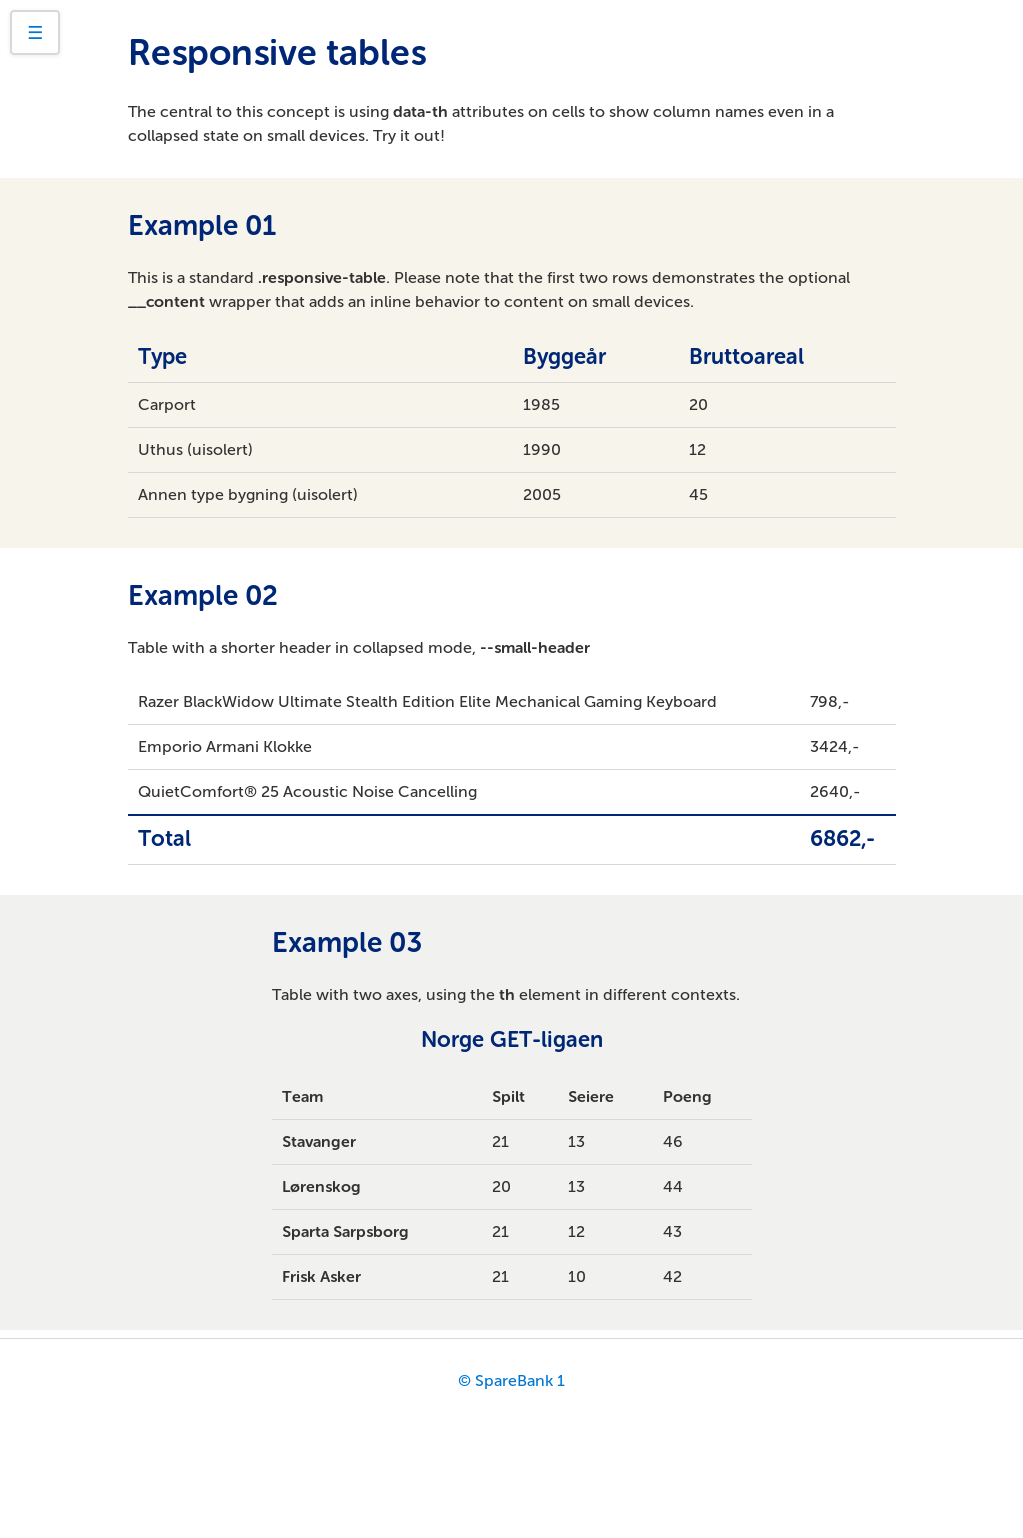 ☰
Responsive tables
The central to this concept is using data-th attributes on cells to show column names even in a
collapsed state on small devices. Try it out!
Example 01
This is a standard .responsive-table. Please note that the first two rows demonstrates the optional
__content wrapper that adds an inline behavior to content on small devices.
Type Byggeår Bruttoareal
Carport 1985 20
Uthus (uisolert) 1990 12
Annen type bygning (uisolert) 2005 45
Example 02
Table with a shorter header in collapsed mode, --small-header
Razer BlackWidow Ultimate Stealth Edition Elite Mechanical Gaming Keyboard 798,-
Emporio Armani Klokke 3424,-
QuietComfort® 25 Acoustic Noise Cancelling 2640,-
Total 6862,-
Example 03
Table with two axes, using the th element in different contexts.
Norge GET-ligaen
Team Spilt Seiere Poeng
Stavanger 21 13 46
Lørenskog 20 13 44
Sparta Sarpsborg 21 12 43
Frisk Asker 21 10 42
© SpareBank 1